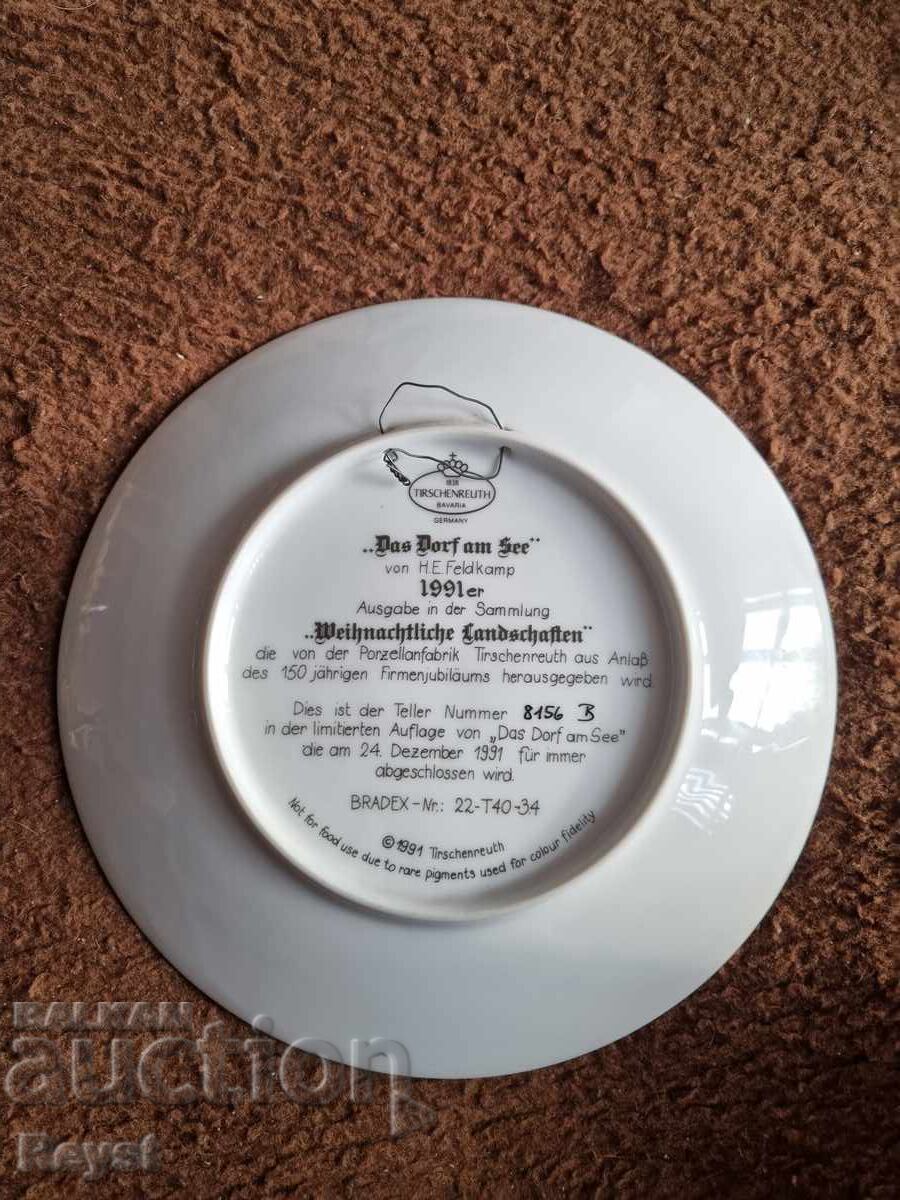 1838
TIRSCHENREUTH
BAVARIA
GERMANY
„Das Dorf am See"
von H.E.Feldkamp
1991er
Ausgabe in der Sammlung
„Weihnachtliche Landschaften"
die von der Porzellanfabrik Tirschenreuth aus Anlaß
des 150 jährigen Firmenjubiläums herausgegeben wird.
Dies ist der Teller Nummer 8156 B
in der limitierten Auflage von „Das Dorf am See"
die am 24. Dezember 1991 für immer
abgeschlossen wird.
BRADEX-Nr.: 22-T40-3.4
©1991 Tirschenreuth
Not for food use due to rare pigments used for colour fidelity
BALKAN
auction
Reyst